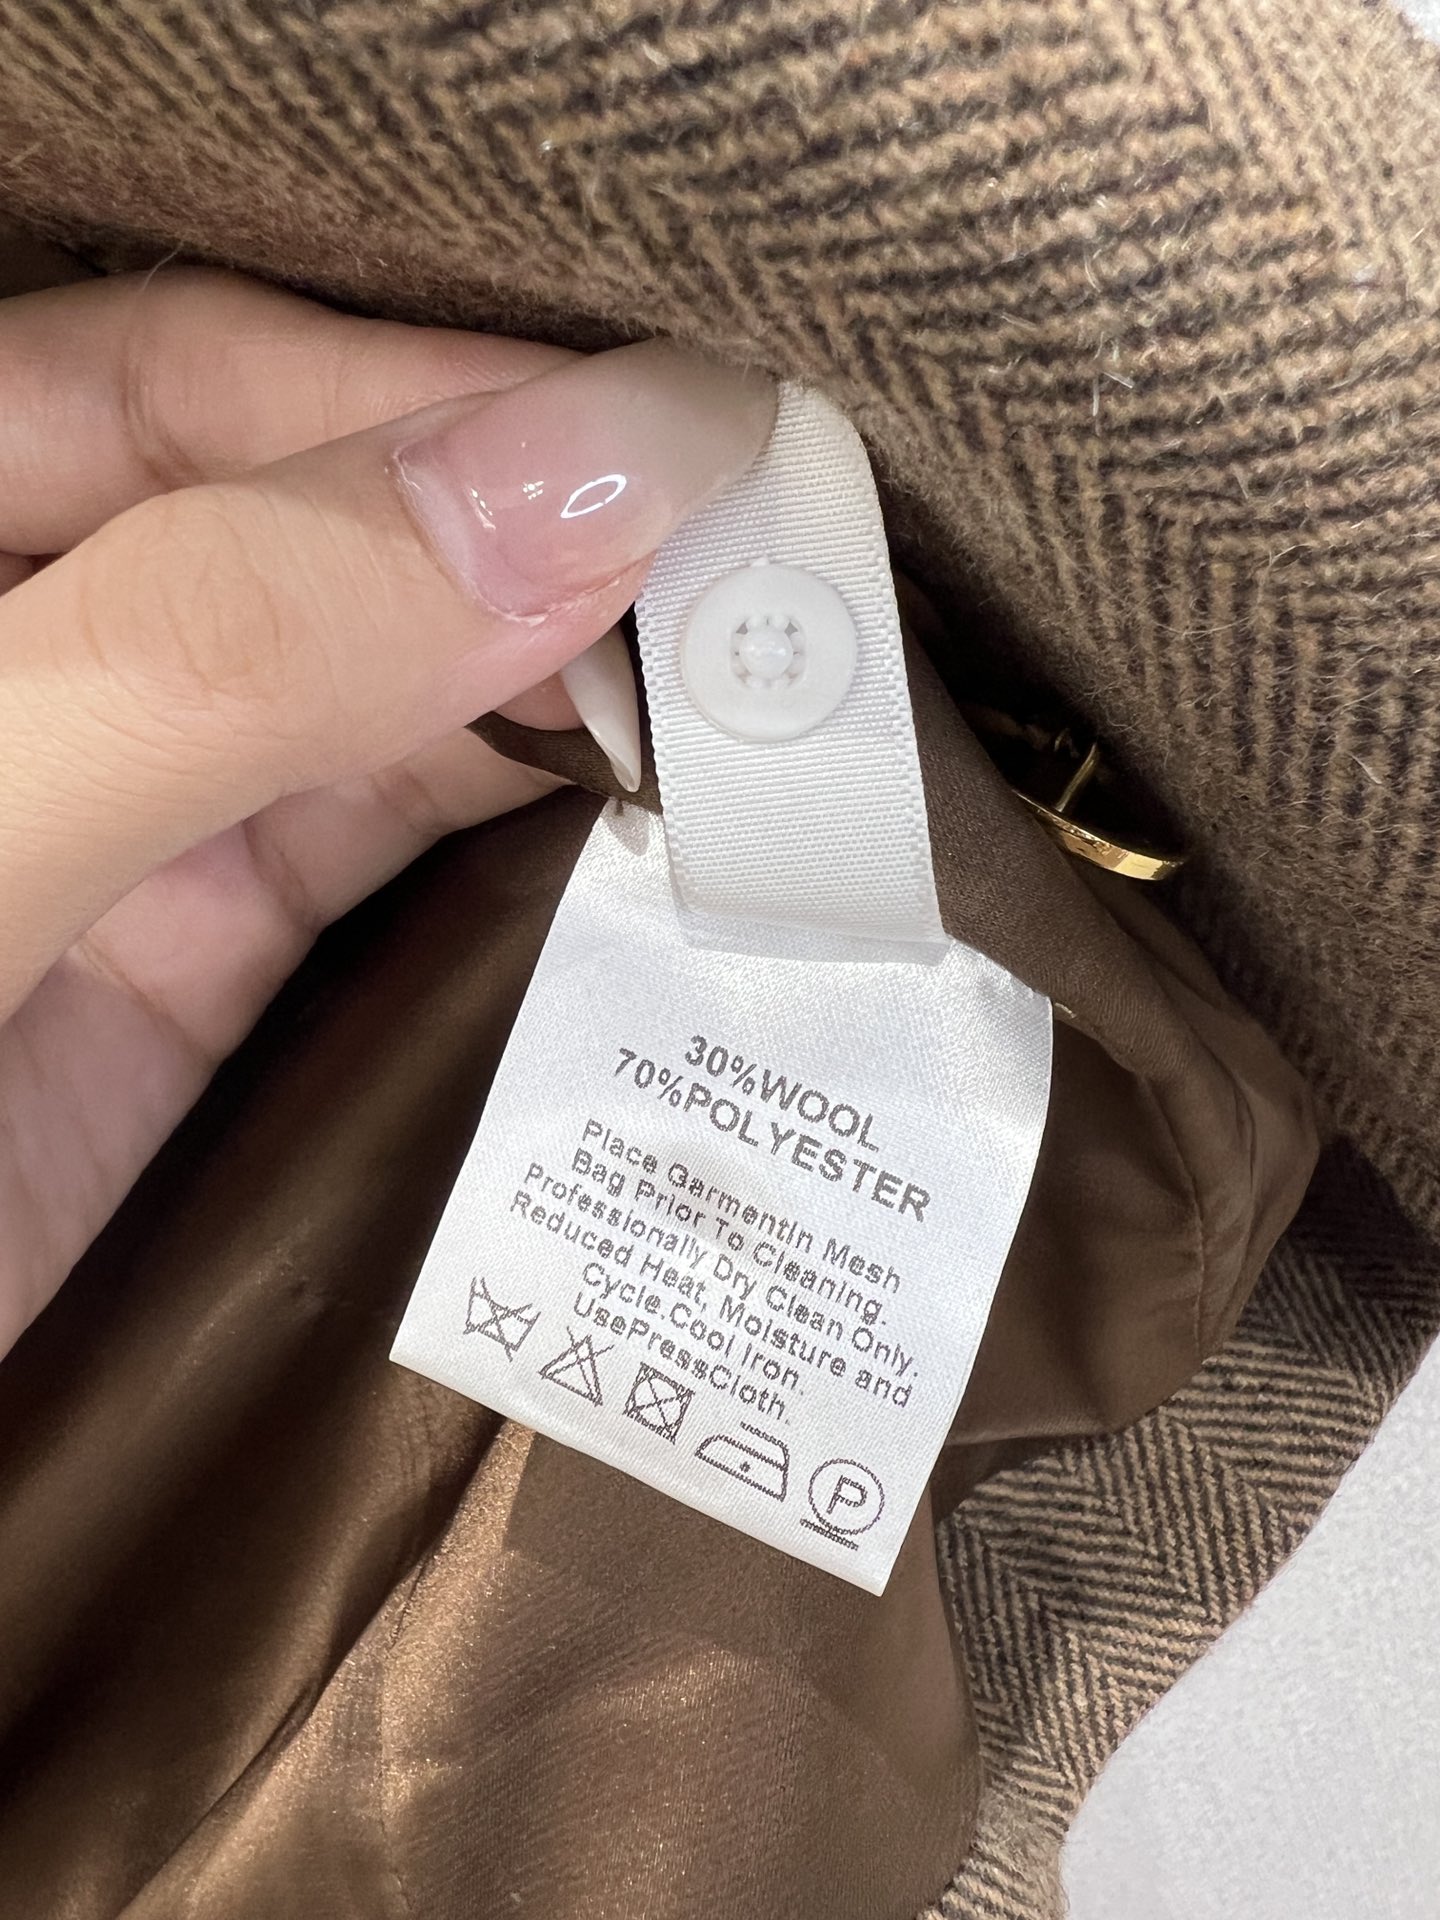 30%WOOL
70%POLYESTER
Place GarmentIn Mesh
Bag Prior To Cleaning.
Professionally Dry Clean Only.
Reduced Heat, Moisture and
Cycle.Cool Iron.
UsePressCloth.
P